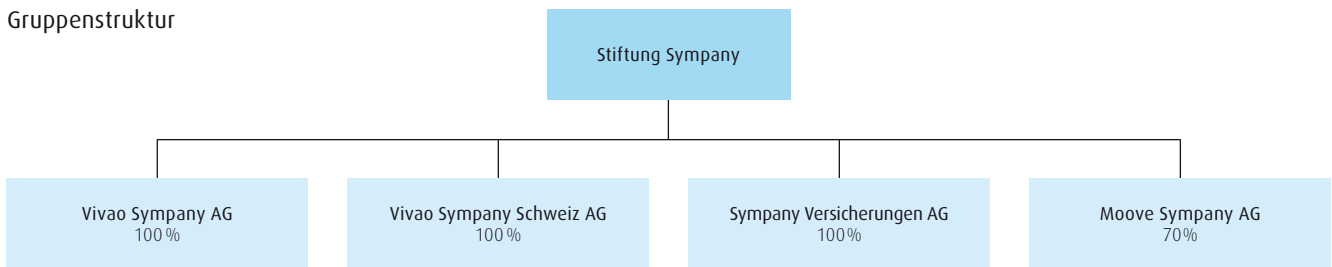 Gruppenstruktur
Stiftung Sympany
Vivao Sympany AG
100 %
Vivao Sympany Schweiz AG
100 %
Sympany Versicherungen AG
100 %
Moove Sympany AG
70 %